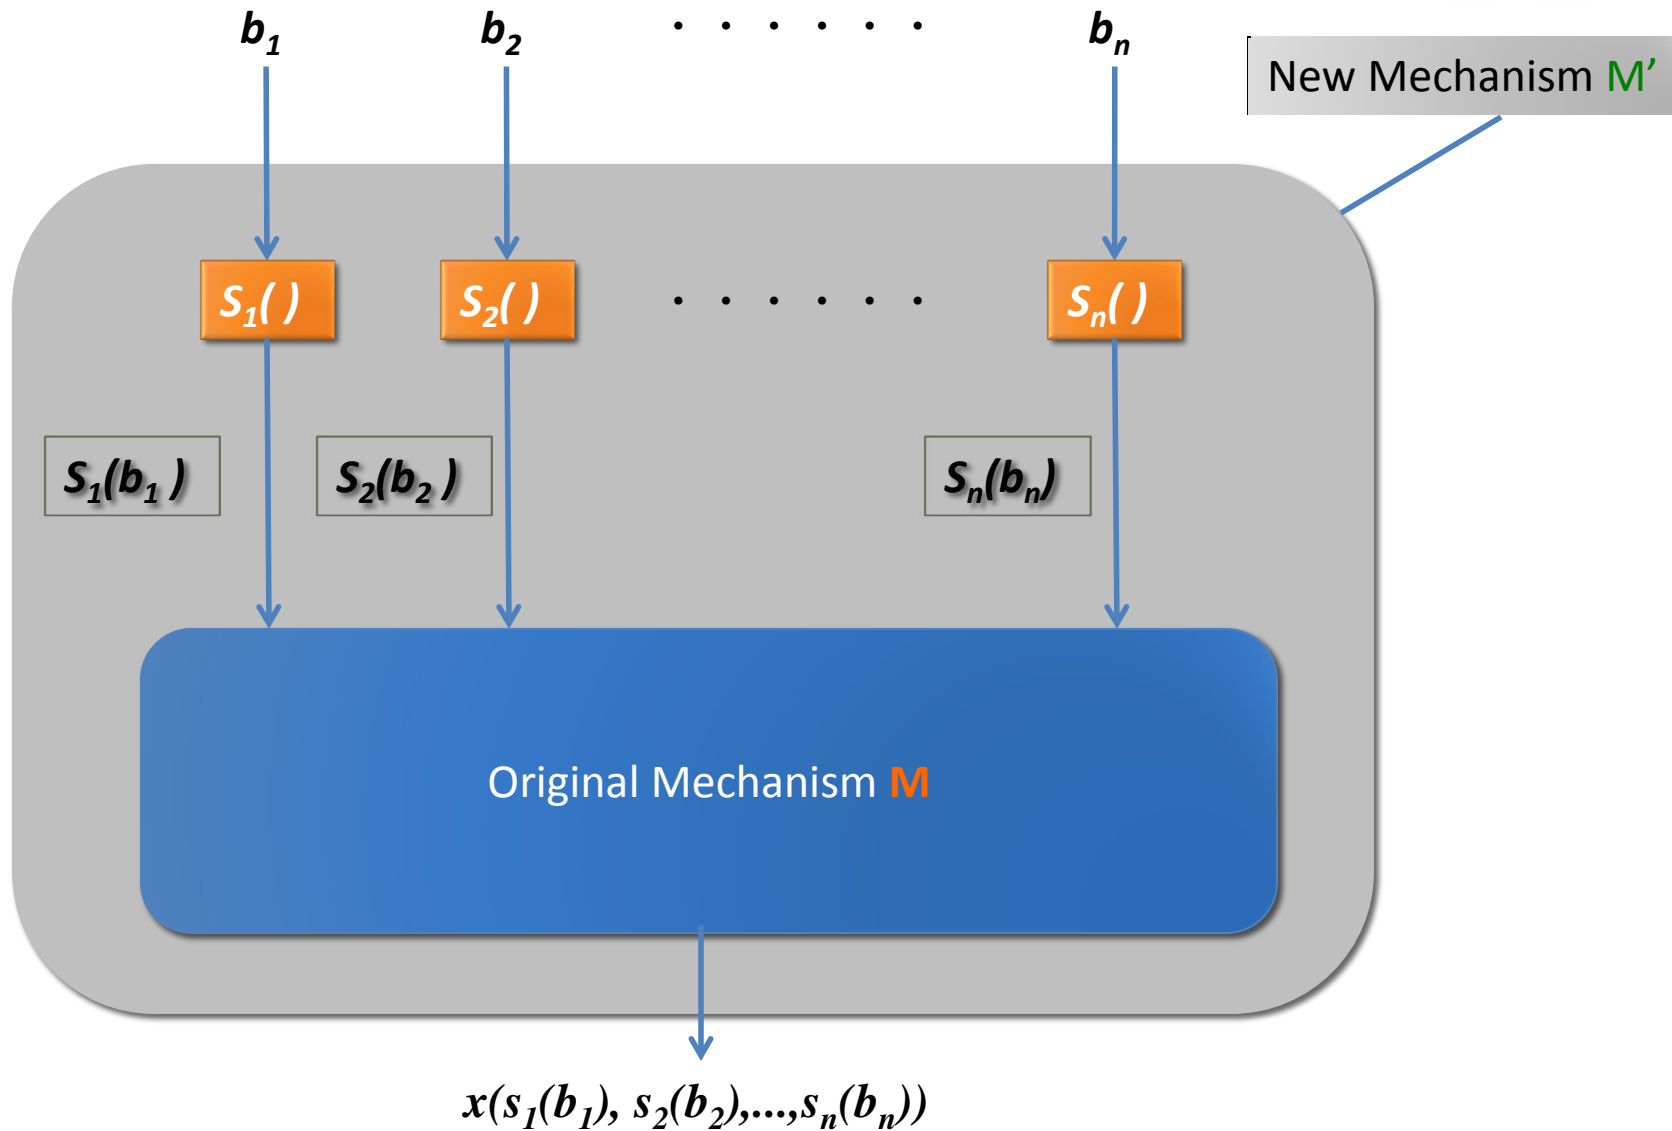 b1 b2 . . . . . . bn
New Mechanism M’
S1( ) S2( ) . . . . . . Sn( )
S1(b1 ) S2(b2 ) Sn(bn)
Original Mechanism M
x(s1(b1), s2(b2),...,sn(bn))